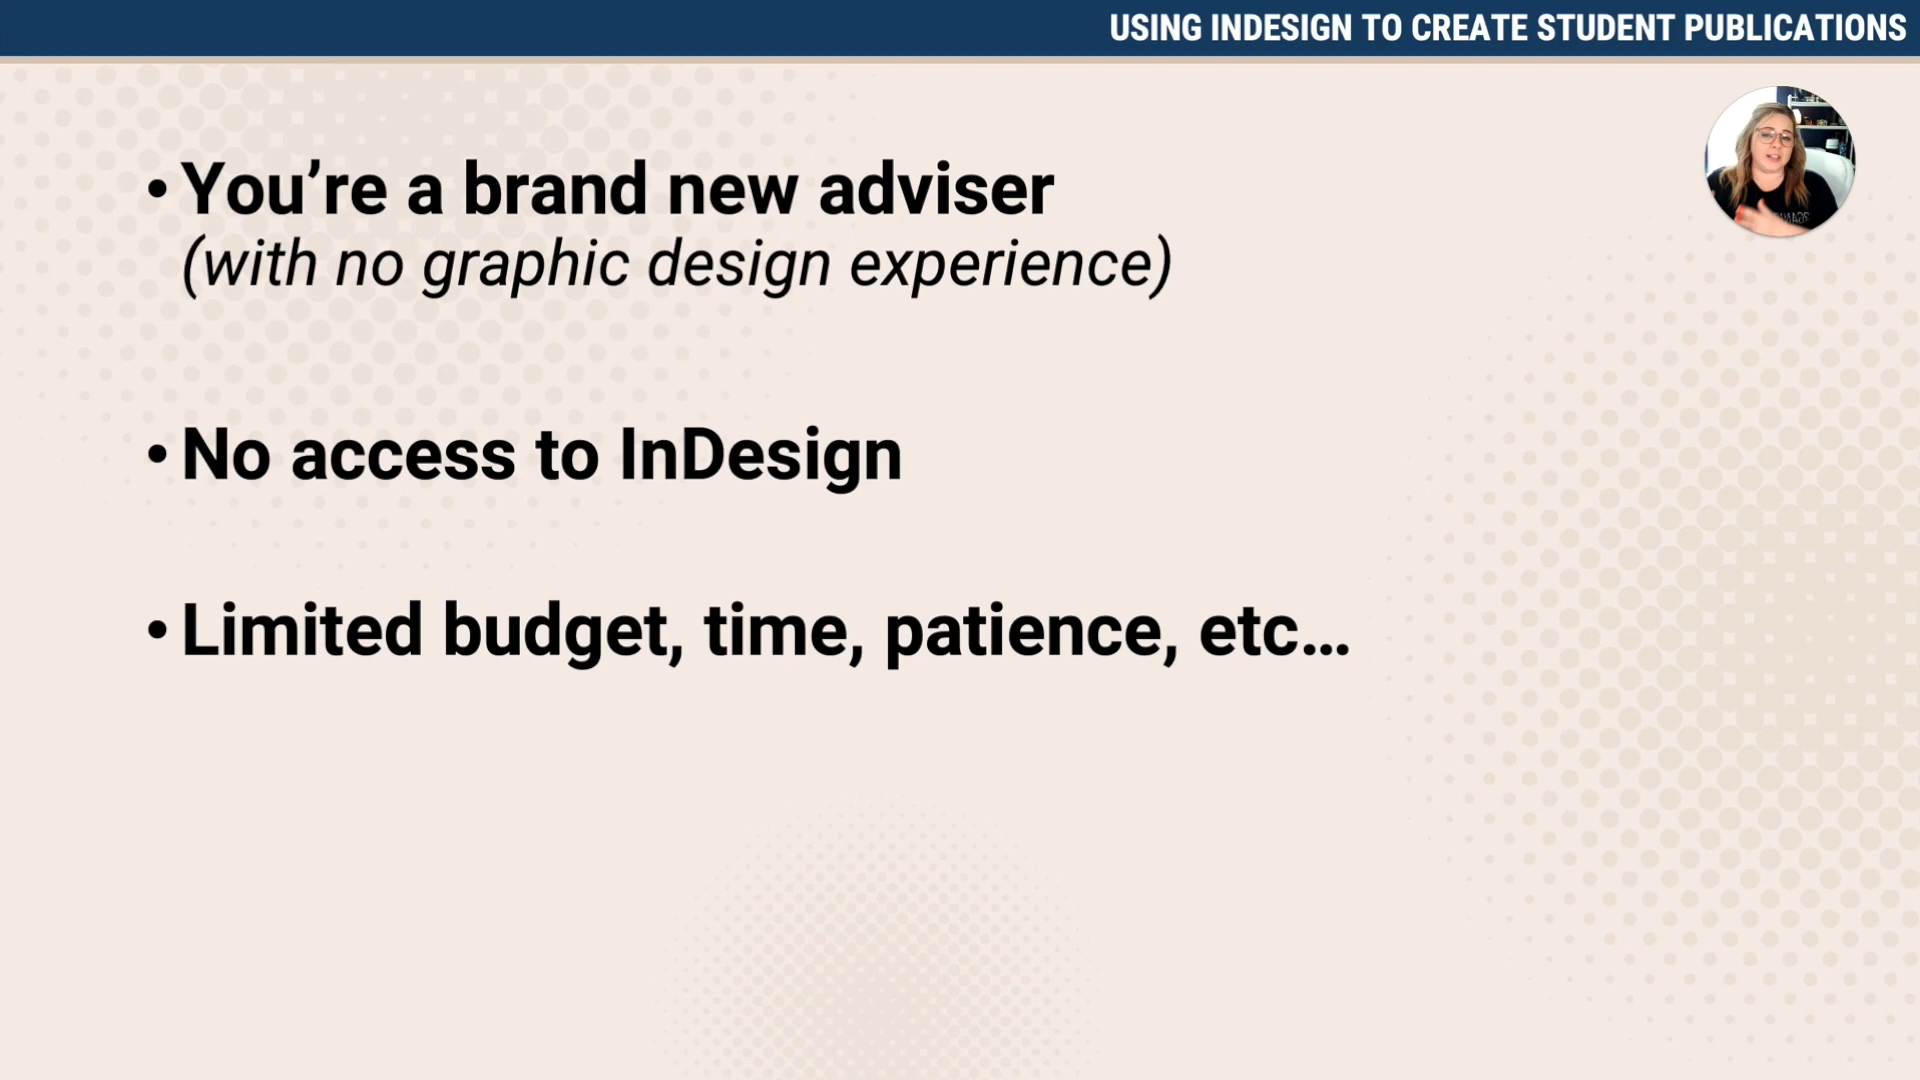 USING INDESIGN TO CREATE STUDENT PUBLICATIONS
• You’re a brand new adviser
(with no graphic design experience)
• No access to InDesign
• Limited budget, time, patience, etc…